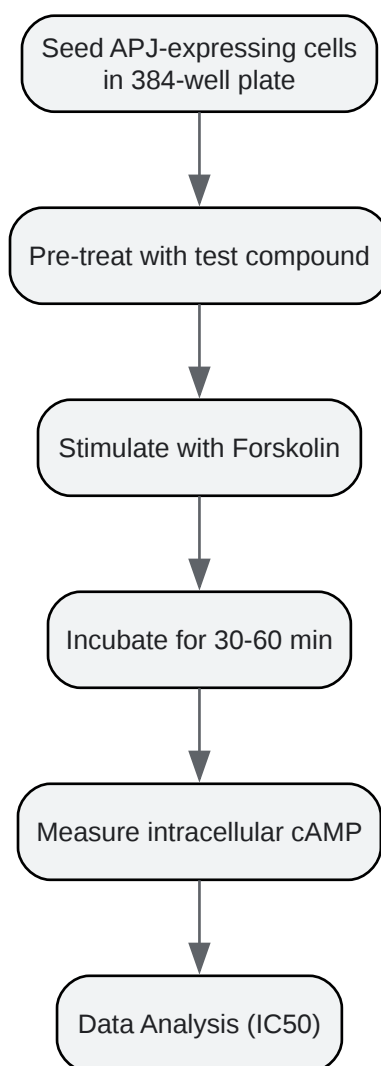 Seed APJ-expressing cells
in 384-well plate
Pre-treat with test compound
Stimulate with Forskolin
Incubate for 30-60 min
Measure intracellular cAMP
Data Analysis (IC50)